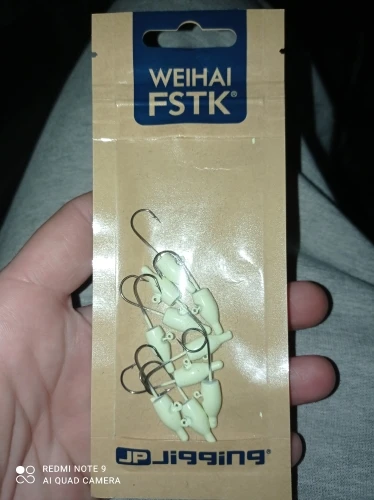 WEIHAI
FSTK®
JP Jigging®
REDMI NOTE 9
AI QUAD CAMERA